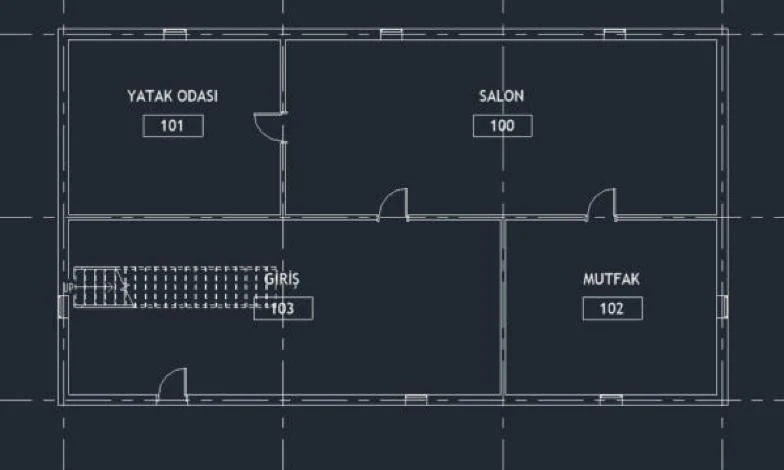 YATAK ODASI
101
SALON
100
UP
GİRİŞ
103
MUTFAK
102